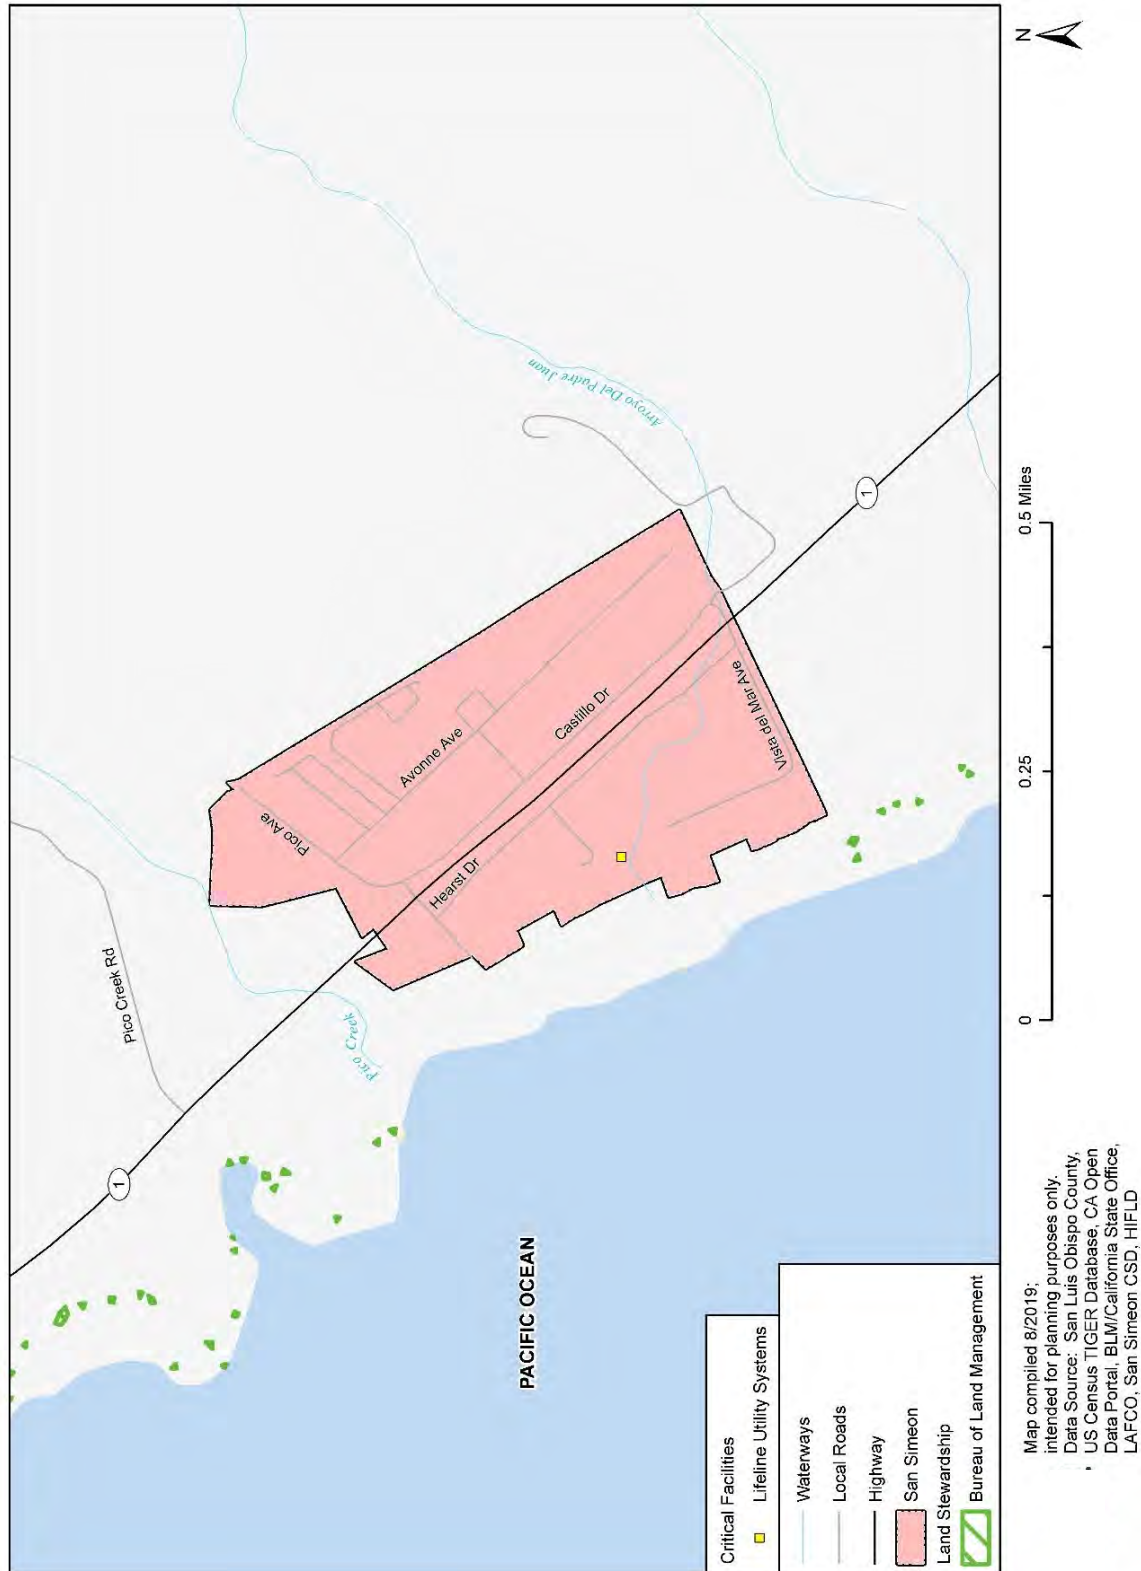 N
Pico Creek Rd
Pico Creek
Pico Ave
Avonne Ave
Hearst Dr
Castillo Dr
Vista del Mar Ave
Arroyo Del Padre Juan
1
1
PACIFIC OCEAN
Critical Facilities
Lifeline Utility Systems
Waterways
Local Roads
Highway
San Simeon
Land Stewardship
Bureau of Land Management
0
0.25
0.5 Miles
Map compiled 8/2019;
intended for planning purposes only.
Data Source: San Luis Obispo County,
US Census TIGER Database, CA Open
Data Portal, BLM/California State Office,
LAFCO, San Simeon CSD, HIFLD